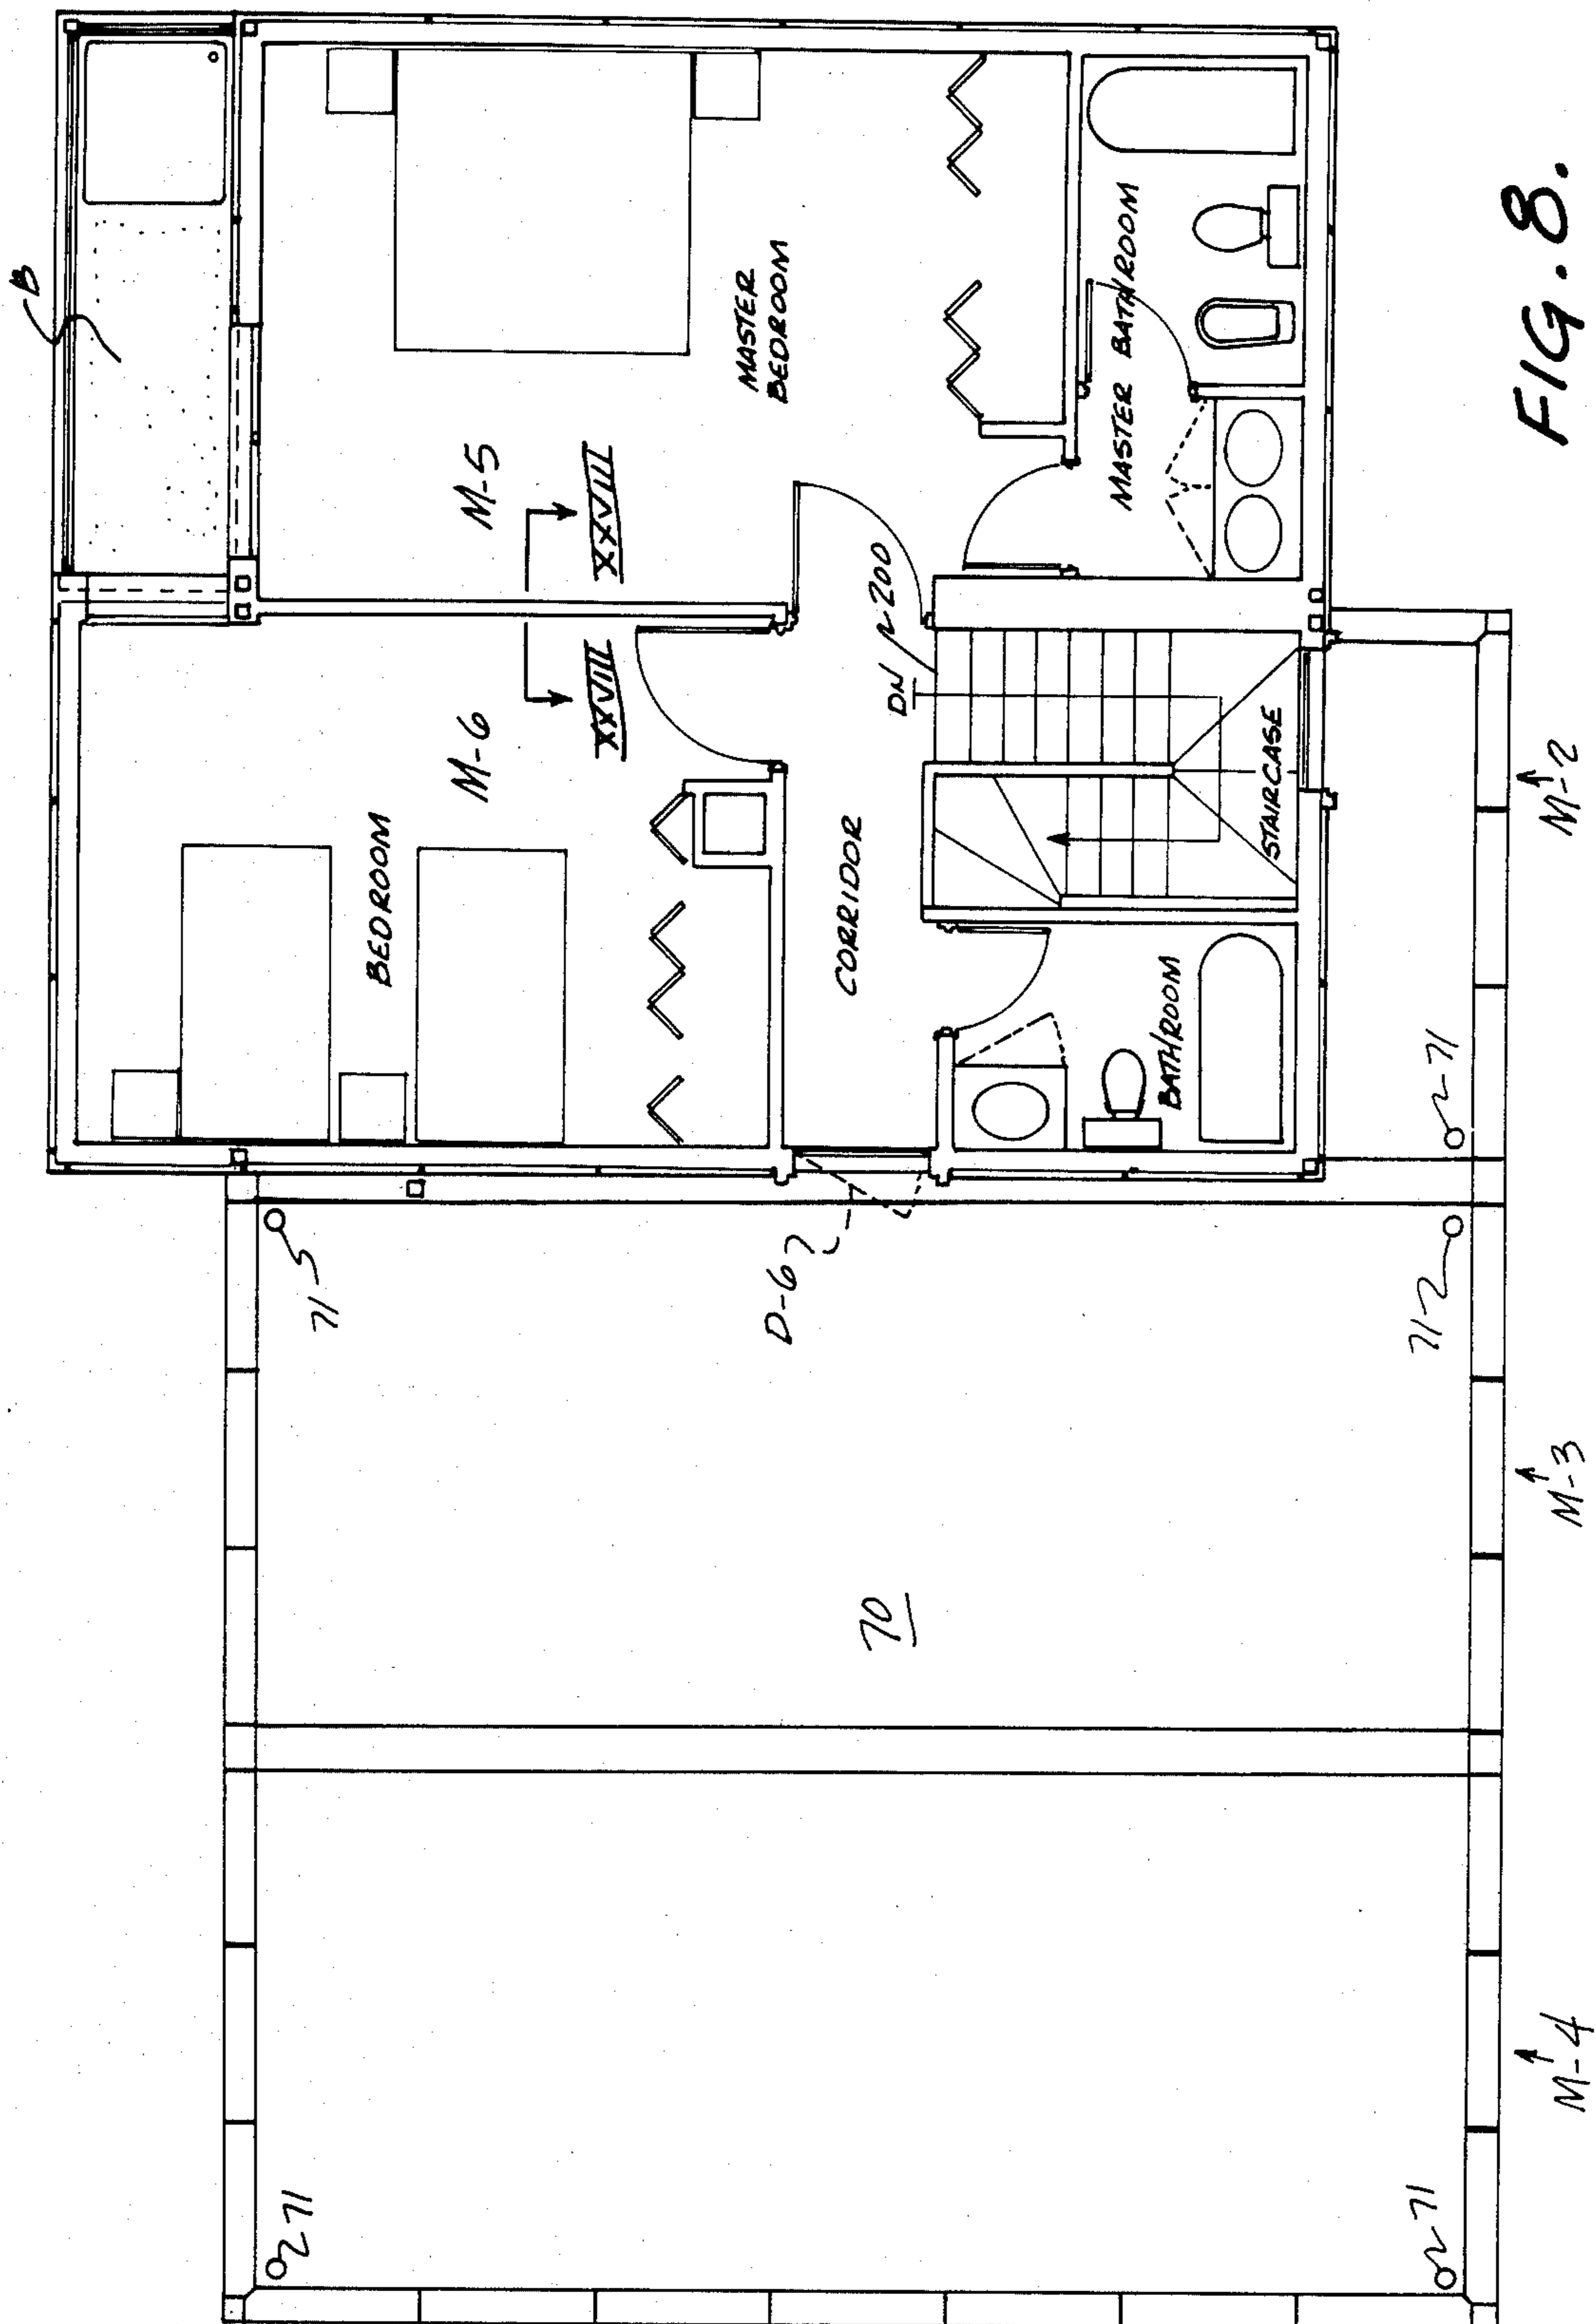 B
M-5
XXVIII
M-6
XXVII
MASTER
BEDROOM
BEDROOM
MASTER BATHROOM
200
DN
STAIRCASE
CORRIDOR
BATHROOM
D-6
70
71
71
71
71
71
M-2
M-3
M-4
FIG. 8.